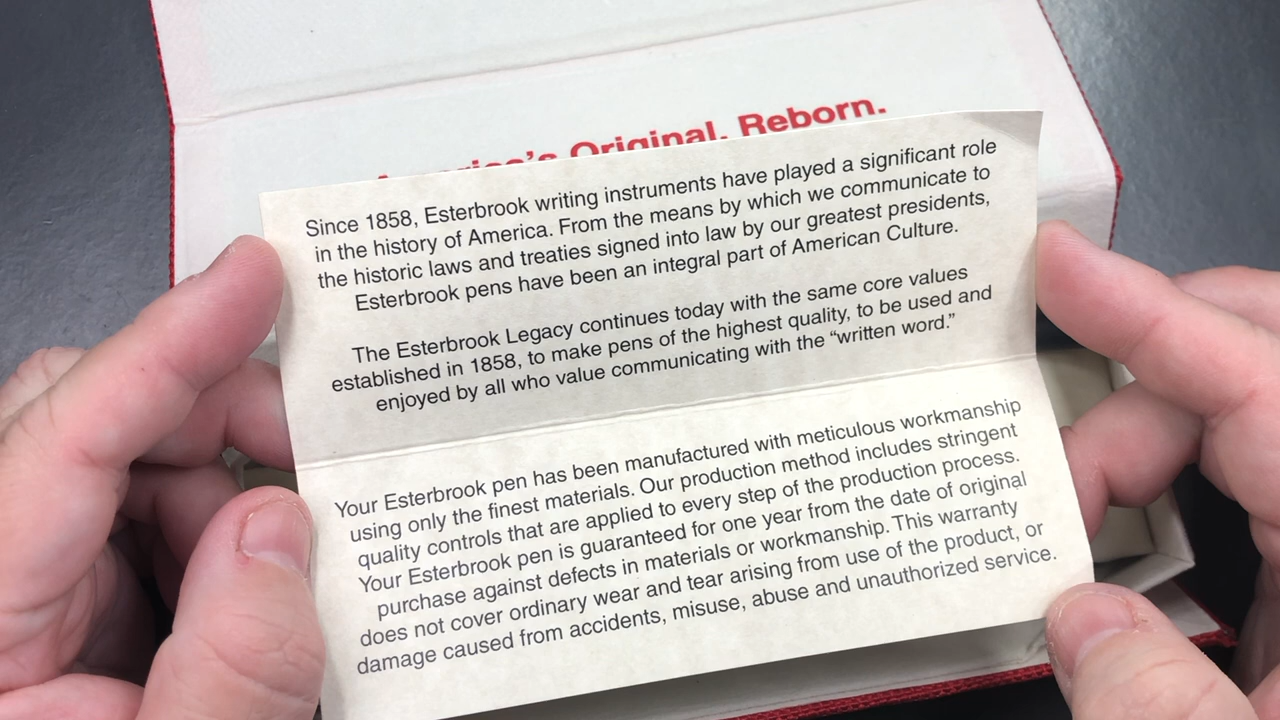 America's Original. Reborn.
Since 1858, Esterbrook writing instruments have played a significant role
in the history of America. From the means by which we communicate to
the historic laws and treaties signed into law by our greatest presidents,
Esterbrook pens have been an integral part of American Culture.
The Esterbrook Legacy continues today with the same core values
established in 1858, to make pens of the highest quality, to be used and
enjoyed by all who value communicating with the “written word.”
Your Esterbrook pen has been manufactured with meticulous workmanship
using only the finest materials. Our production method includes stringent
quality controls that are applied to every step of the production process.
Your Esterbrook pen is guaranteed for one year from the date of original
purchase against defects in materials or workmanship. This warranty
does not cover ordinary wear and tear arising from use of the product, or
damage caused from accidents, misuse, abuse and unauthorized service.